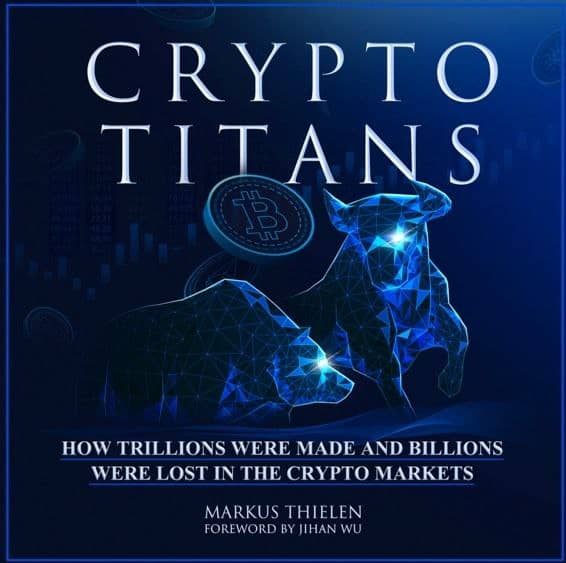 CRYPTO
TITANS
HOW TRILLIONS WERE MADE AND BILLIONS
WERE LOST IN THE CRYPTO MARKETS
MARKUS THIELEN
FOREWORD BY JIHAN WU